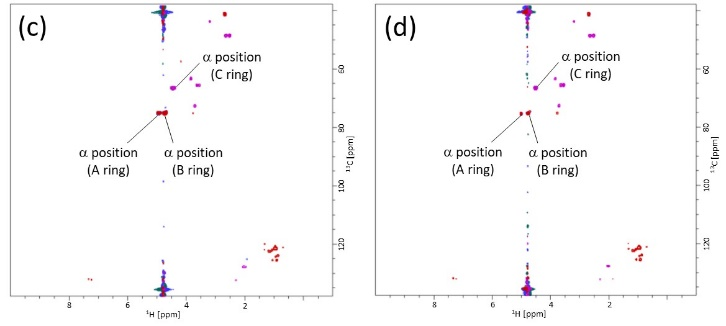 (c)
α position
(C ring)
α position
(A ring)
α position
(B ring)
60
80
100
120
¹³C [ppm]
8
6
4
2
¹H [ppm]
(d)
α position
(C ring)
α position
(A ring)
α position
(B ring)
60
80
100
120
¹³C [ppm]
8
6
4
2
¹H [ppm]